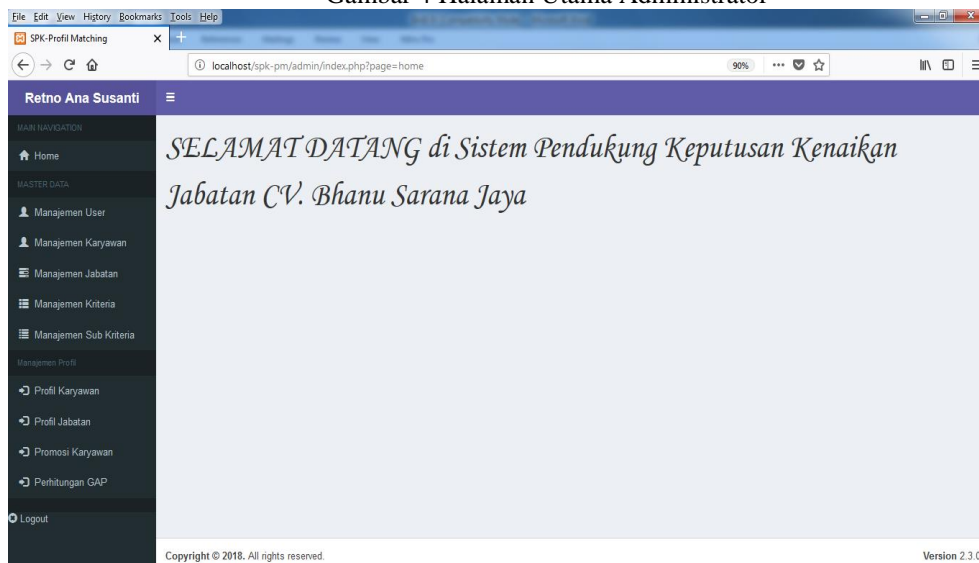 Gambar 4 Halaman Utama Administrator
File Edit View History Bookmarks Tools Help
SPK-Profil Matching
localhost/spk-pm/admin/index.php?page=home 90%
Retno Ana Susanti
MAIN NAVIGATION
Home
MASTER DATA
Manajemen User
Manajemen Karyawan
Manajemen Jabatan
Manajemen Kriteria
Manajemen Sub Kriteria
Manajemen Profil
Profil Karyawan
Profil Jabatan
Promosi Karyawan
Perhitungan GAP
Logout
SELAMAT DATANG di Sistem Pendukung Keputusan Kenaikan
Jabatan CV. Bhanu Sarana Jaya
Copyright © 2018. All rights reserved. Version 2.3.0